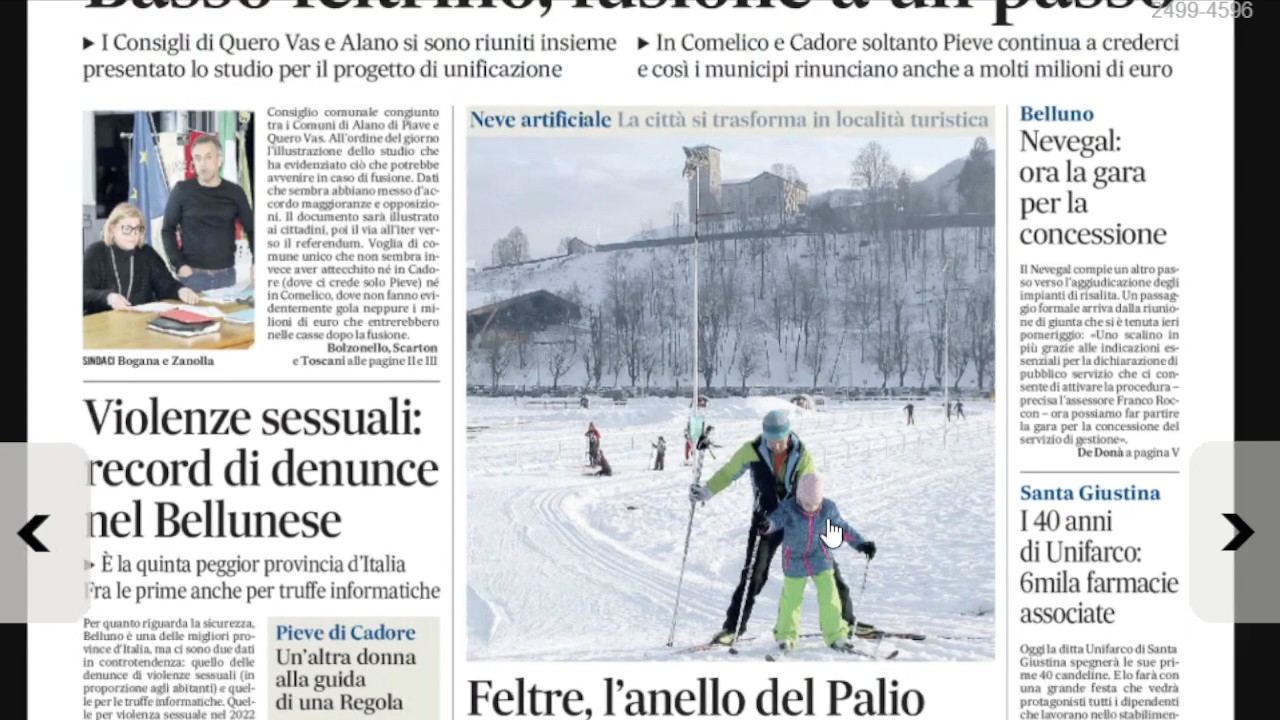 2499-4596
Basso feltrino, fusione a un passo
▸ I Consigli di Quero Vas e Alano si sono riuniti insieme
presentato lo studio per il progetto di unificazione
▸ In Comelico e Cadore soltanto Pieve continua a crederci
e così i municipi rinunciano anche a molti milioni di euro
Consiglio comunale congiunto
tra i Comuni di Alano di Piave e
Quero Vas. All'ordine del giorno
l'illustrazione dello studio che
ha evidenziato ciò che potrebbe
avvenire in caso di fusione. Dati
che sembra abbiano messo d'ac-
cordo maggioranze e opposizio-
ni. Il documento sarà illustrato
ai cittadini, poi il via all'iter ver-
so il referendum. Voglia di co-
mune unico che non sembra in-
vece aver attecchito né in Cado-
re (dove ci crede solo Pieve) né
in Comelico, dove non fanno evi-
dentemente gola neppure i mi-
lioni di euro che entrerebbero
nelle casse dopo la fusione.
Bolzonello, Scarton
e Toscani alle pagine II e III
SINDACI Bogana e Zanolla
Violenze sessuali:
record di denunce
nel Bellunese
▸ È la quinta peggior provincia d'Italia
Fra le prime anche per truffe informatiche
Per quanto riguarda la sicurezza,
Belluno è una delle migliori pro-
vince d'Italia, ma ci sono due dati
in controtendenza: quello delle
denunce di violenze sessuali (in
proporzione agli abitanti) e quel-
le per le truffe informatiche. Quel-
le per violenza sessuale nel 2022
Pieve di Cadore
Un'altra donna
alla guida
di una Regola
Neve artificiale La città si trasforma in località turistica
Feltre, l'anello del Palio
Belluno
Nevegal:
ora la gara
per la
concessione
Il Nevegal compie un altro pas-
so verso l'aggiudicazione degli
impianti di risalita. Un passag-
gio formale arriva dalla riunio-
ne di giunta che si è tenuta ieri
pomeriggio: «Uno scalino in
più grazie alle indicazioni es-
senziali per la dichiarazione di
pubblico servizio che ci con-
sente di attivare la procedura –
precisa l'assessore Franco Roc-
con – ora possiamo far partire
la gara per la concessione del
servizio di gestione».
De Donà a pagina V
Santa Giustina
I 40 anni
di Unifarco:
6mila farmacie
associate
Oggi la ditta Unifarco di Santa
Giustina spegnerà le sue pri-
me 40 candeline. E lo farà con
una grande festa che vedrà
protagonisti tutti i dipendenti
che lavorano nello stabilimen-